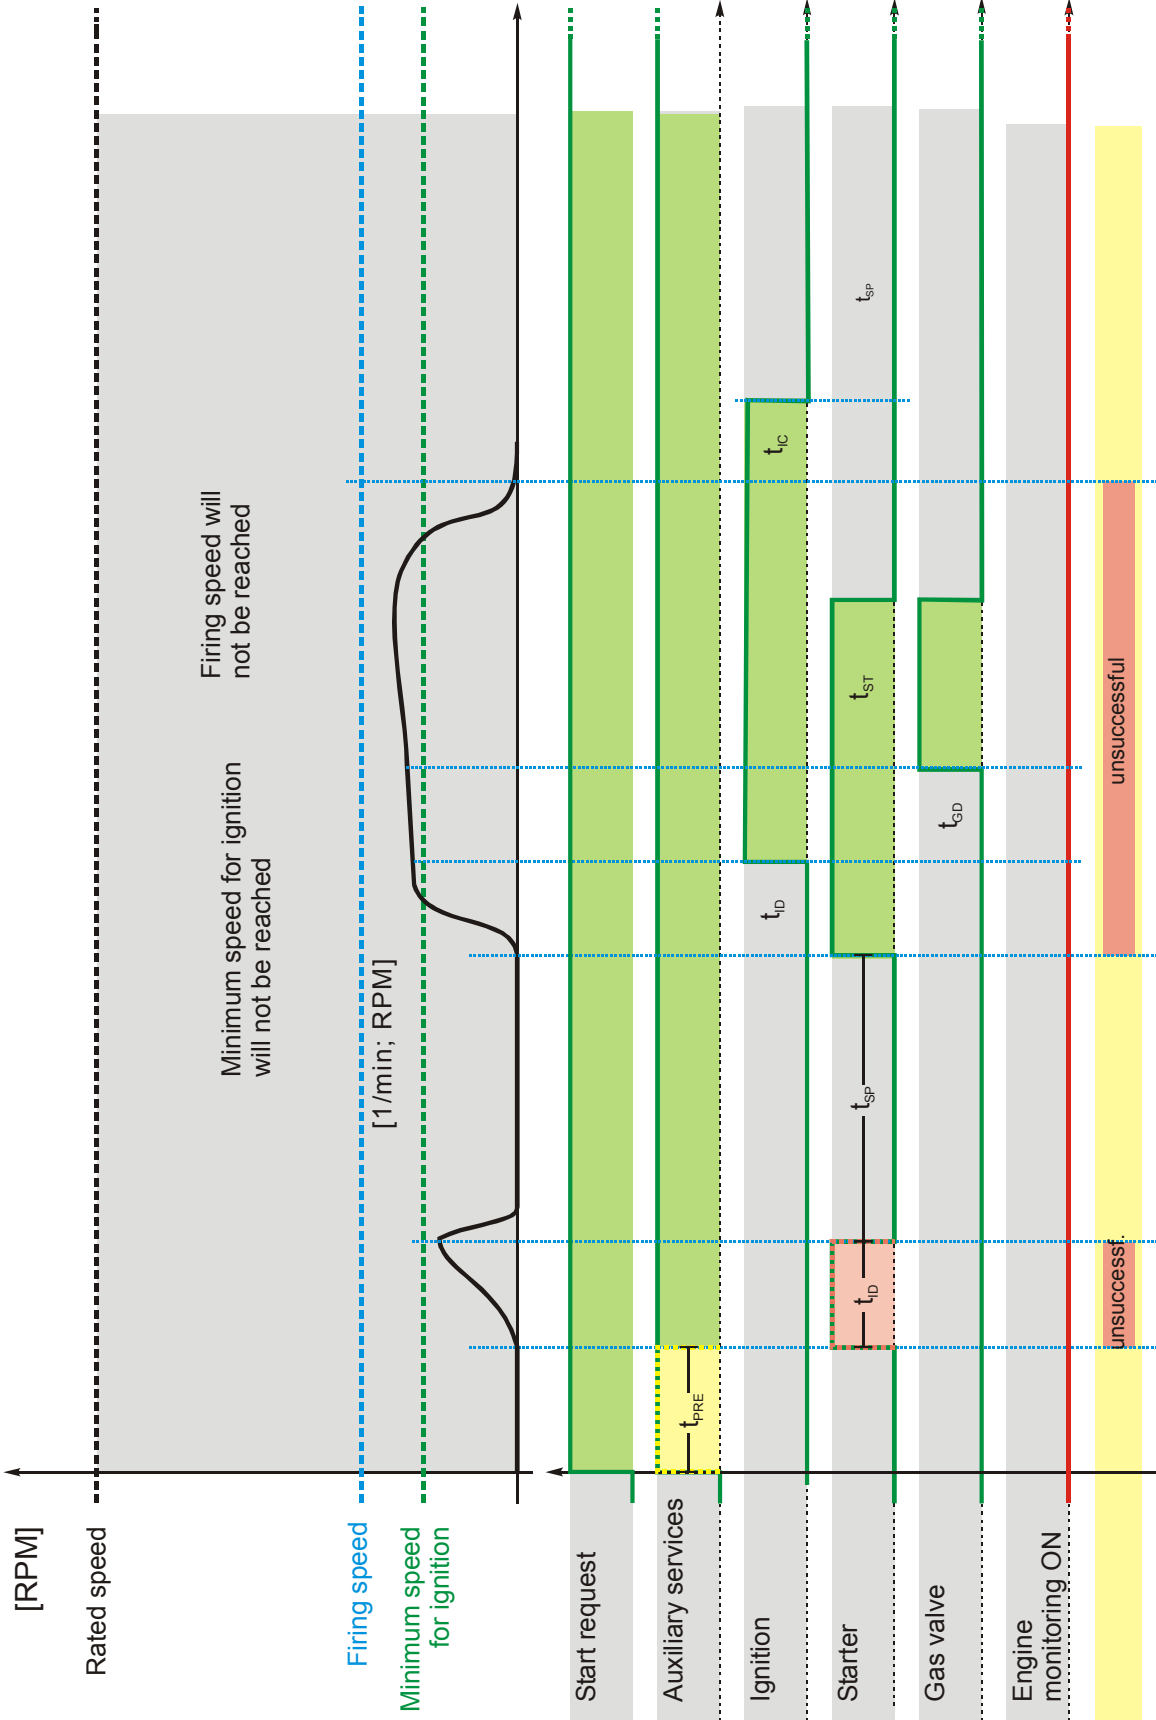 [RPM]
Rated speed
Firing speed
Minimum speed
for ignition
Firing speed will
not be reached
Minimum speed for ignition
will not be reached
[1/min; RPM]
Start request
Auxiliary services
tPRE
Ignition
tID
tIC
Starter
tID
tSP
tST
tSP
Gas valve
tGD
Engine
monitoring ON
unsuccessf.
unsuccessful